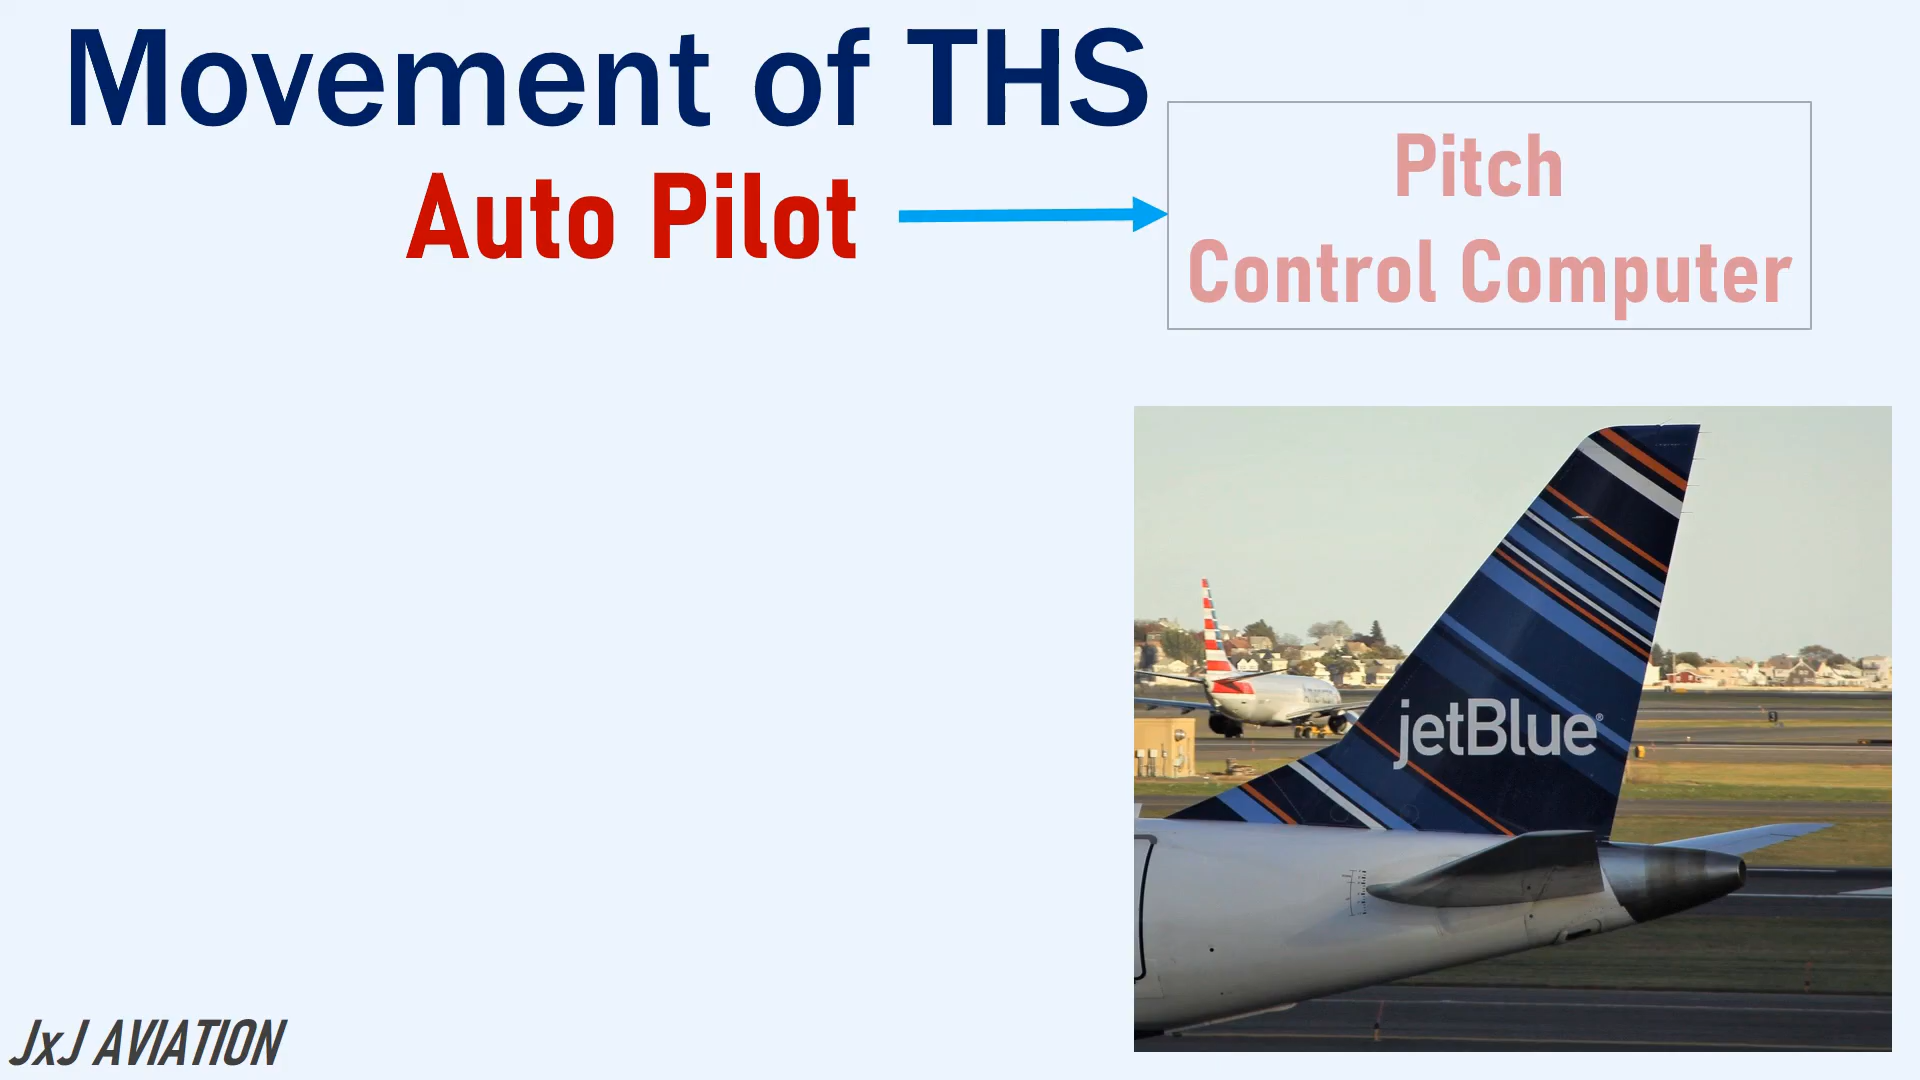 Movement of THS
Auto Pilot
Pitch
Control Computer
jetBlue
JxJ AVIATION